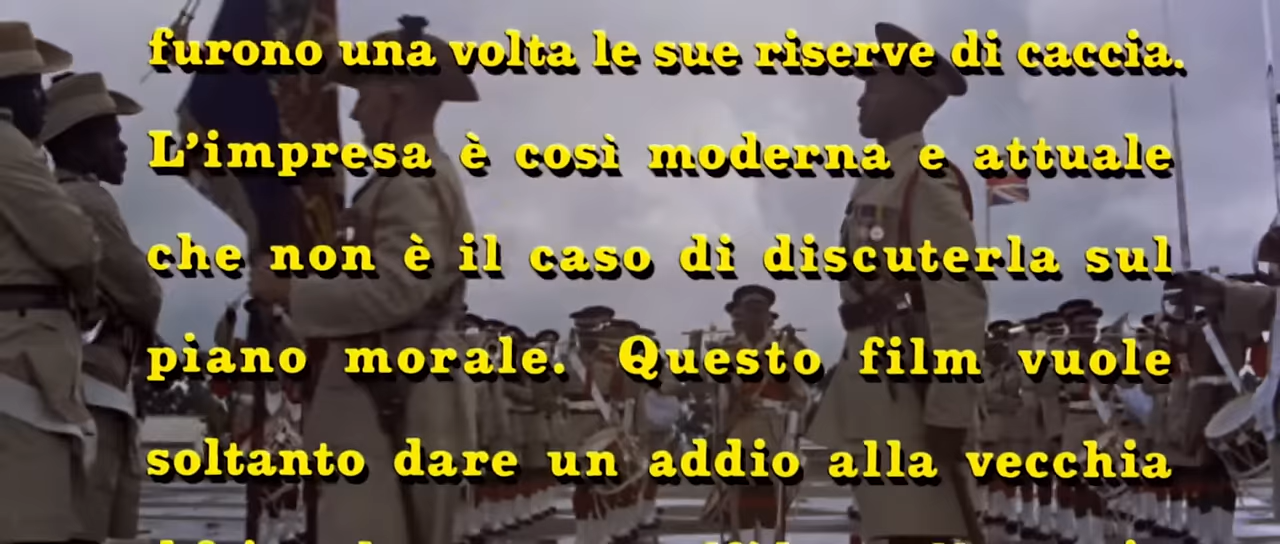 furono una volta le sue riserve di caccia.
L'impresa è così moderna e attuale
che non è il caso di discuterla sul
piano morale. Questo film vuole
soltanto dare un addio alla vecchia